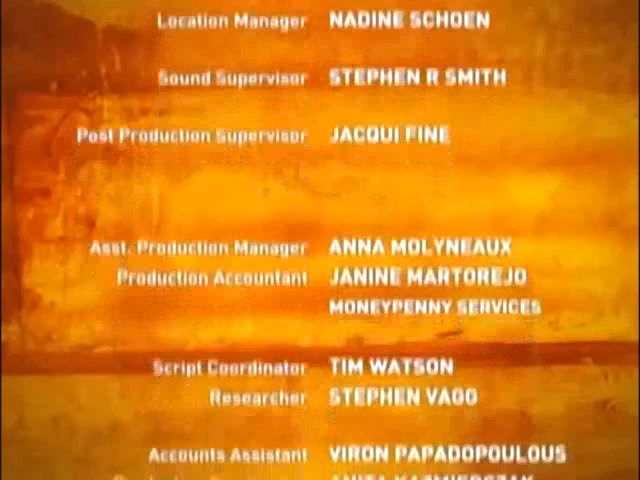 Location Manager NADINE SCHOEN
Sound Supervisor STEPHEN R SMITH
Post Production Supervisor JACQUI FINE
Asst. Production Manager ANNA MOLYNEAUX
Production Accountant JANINE MARTOREJO
MONEYPENNY SERVICES
Script Coordinator TIM WATSON
Researcher STEPHEN VAGG
Accounts Assistant VIRON PAPADOPOULOUS